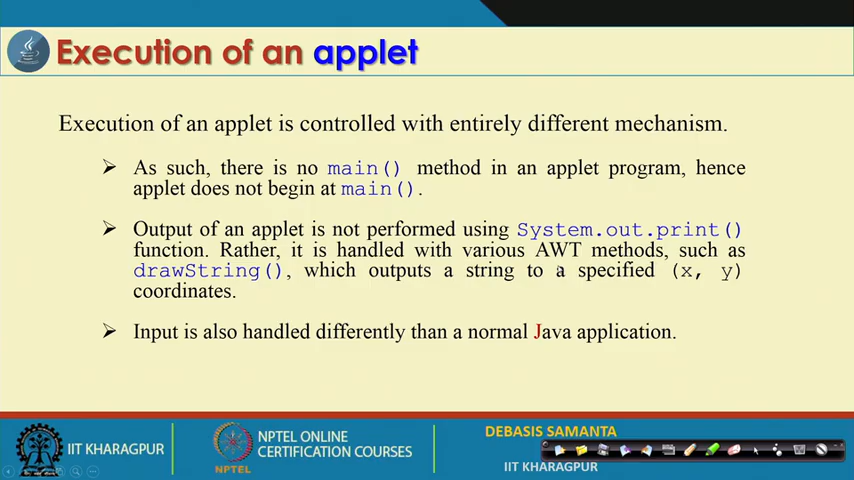 Execution of an applet
Execution of an applet is controlled with entirely different mechanism.
➢ As such, there is no main() method in an applet program, hence
applet does not begin at main().
➢ Output of an applet is not performed using System.out.print()
function. Rather, it is handled with various AWT methods, such as
drawString(), which outputs a string to a specified (x, y)
coordinates.
➢ Input is also handled differently than a normal Java application.
IIT KHARAGPUR
NPTEL
NPTEL ONLINE
CERTIFICATION COURSES
DEBASIS SAMANTA
IIT KHARAGPUR